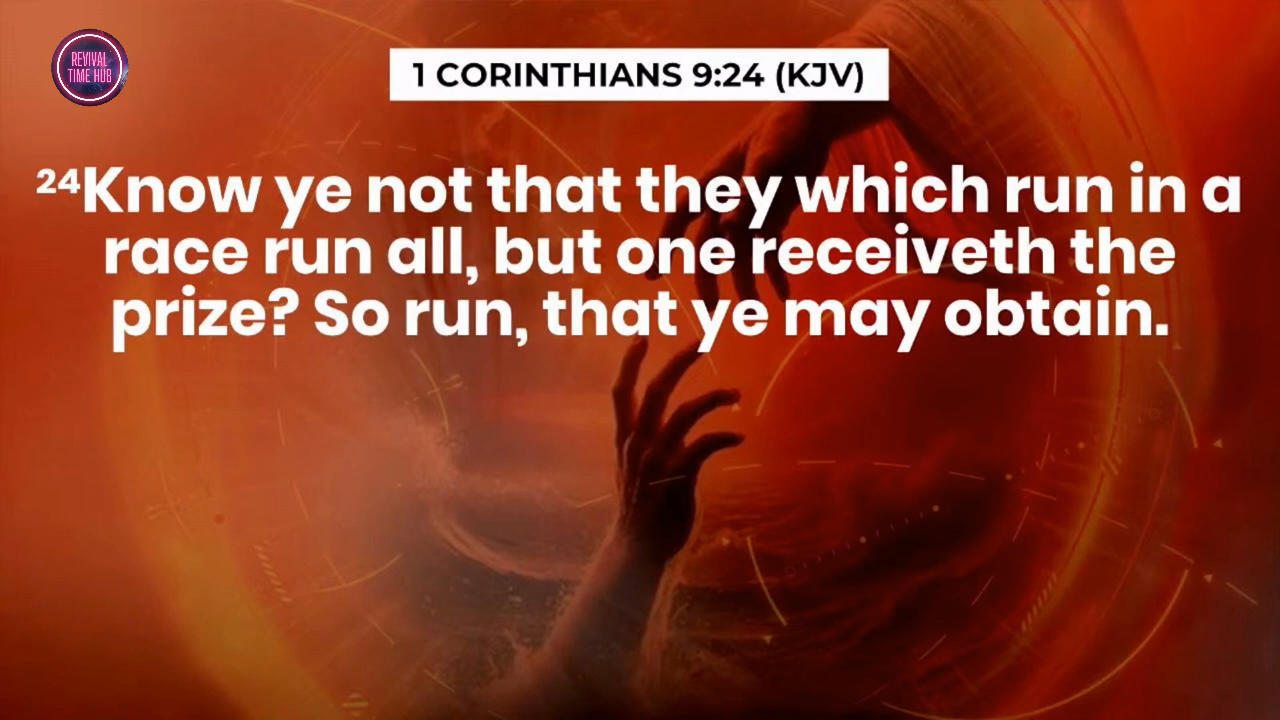 REVIVAL
TIME HUB
1 CORINTHIANS 9:24 (KJV)
²⁴Know ye not that they which run in a
race run all, but one receiveth the
prize? So run, that ye may obtain.